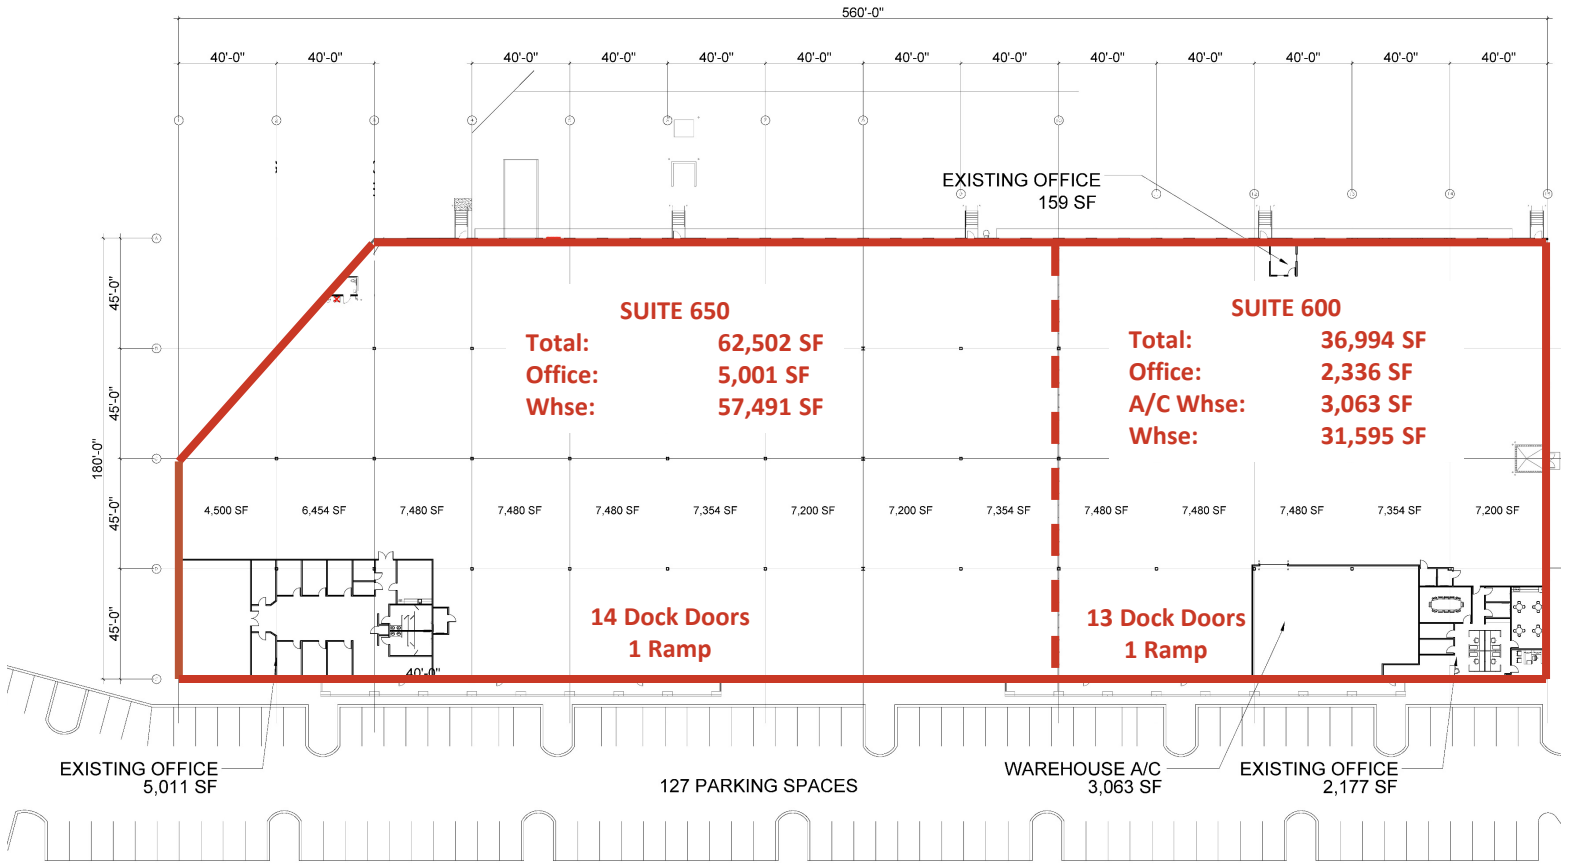 560'-0"
40'-0" 40'-0" 40'-0" 40'-0" 40'-0" 40'-0" 40'-0" 40'-0" 40'-0" 40'-0" 40'-0"
EXISTING OFFICE
159 SF
45'-0"
45'-0"
180'-0"
45'-0"
45'-0"
SUITE 650
Total: 62,502 SF
Office: 5,001 SF
Whse: 57,491 SF
SUITE 600
Total: 36,994 SF
Office: 2,336 SF
A/C Whse: 3,063 SF
Whse: 31,595 SF
4,500 SF 6,454 SF 7,480 SF 7,480 SF 7,480 SF 7,354 SF 7,200 SF 7,200 SF 7,354 SF 7,480 SF 7,480 SF 7,480 SF 7,354 SF 7,200 SF
14 Dock Doors
1 Ramp
13 Dock Doors
1 Ramp
40'-0"
EXISTING OFFICE
5,011 SF
127 PARKING SPACES
WAREHOUSE A/C
3,063 SF
EXISTING OFFICE
2,177 SF